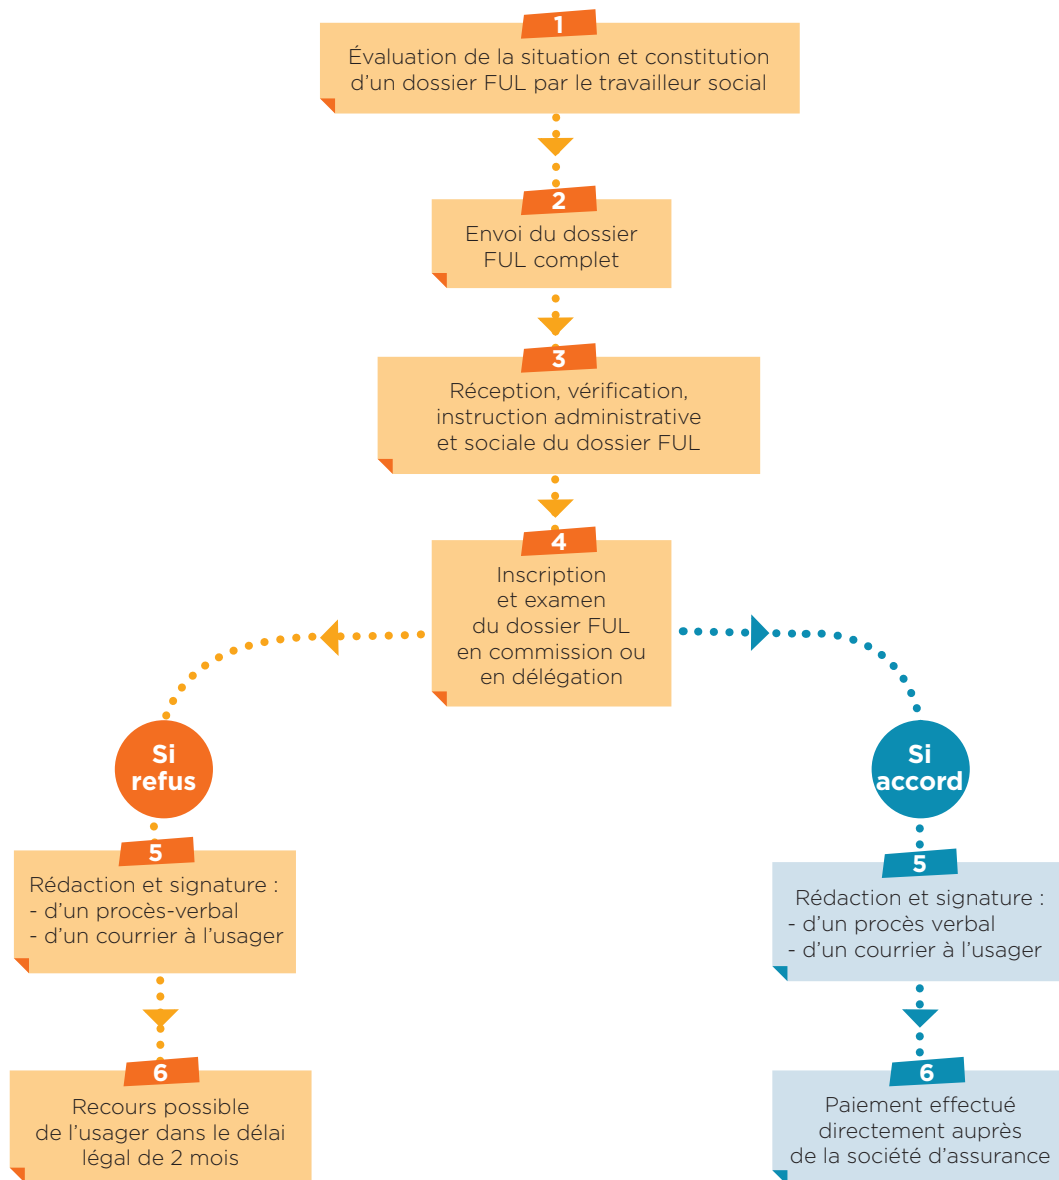 1
Évaluation de la situation et constitution
d'un dossier FUL par le travailleur social
2
Envoi du dossier
FUL complet
3
Réception, vérification,
instruction administrative
et sociale du dossier FUL
4
Inscription
et examen
du dossier FUL
en commission ou
en délégation
Si
refus
5
Rédaction et signature :
- d'un procès-verbal
- d'un courrier à l'usager
6
Recours possible
de l'usager dans le délai
légal de 2 mois
Si
accord
5
Rédaction et signature :
- d'un procès verbal
- d'un courrier à l'usager
6
Paiement effectué
directement auprès
de la société d'assurance